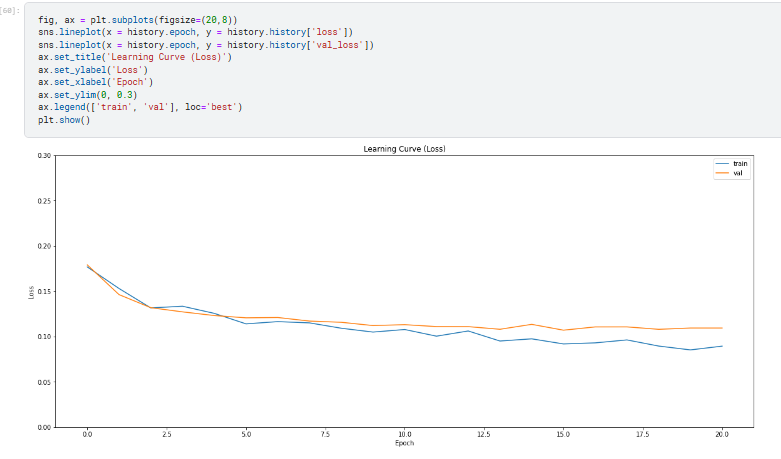 [60]:
fig, ax = plt.subplots(figsize=(20,8))
sns.lineplot(x = history.epoch, y = history.history['loss'])
sns.lineplot(x = history.epoch, y = history.history['val_loss'])
ax.set_title('Learning Curve (Loss)')
ax.set_ylabel('Loss')
ax.set_xlabel('Epoch')
ax.set_ylim(0, 0.3)
ax.legend(['train', 'val'], loc='best')
plt.show()
Learning Curve (Loss)
train
val
0.30
0.25
0.20
0.15
0.10
0.05
0.00
Loss
0.0 2.5 5.0 7.5 10.0 12.5 15.0 17.5 20.0
Epoch